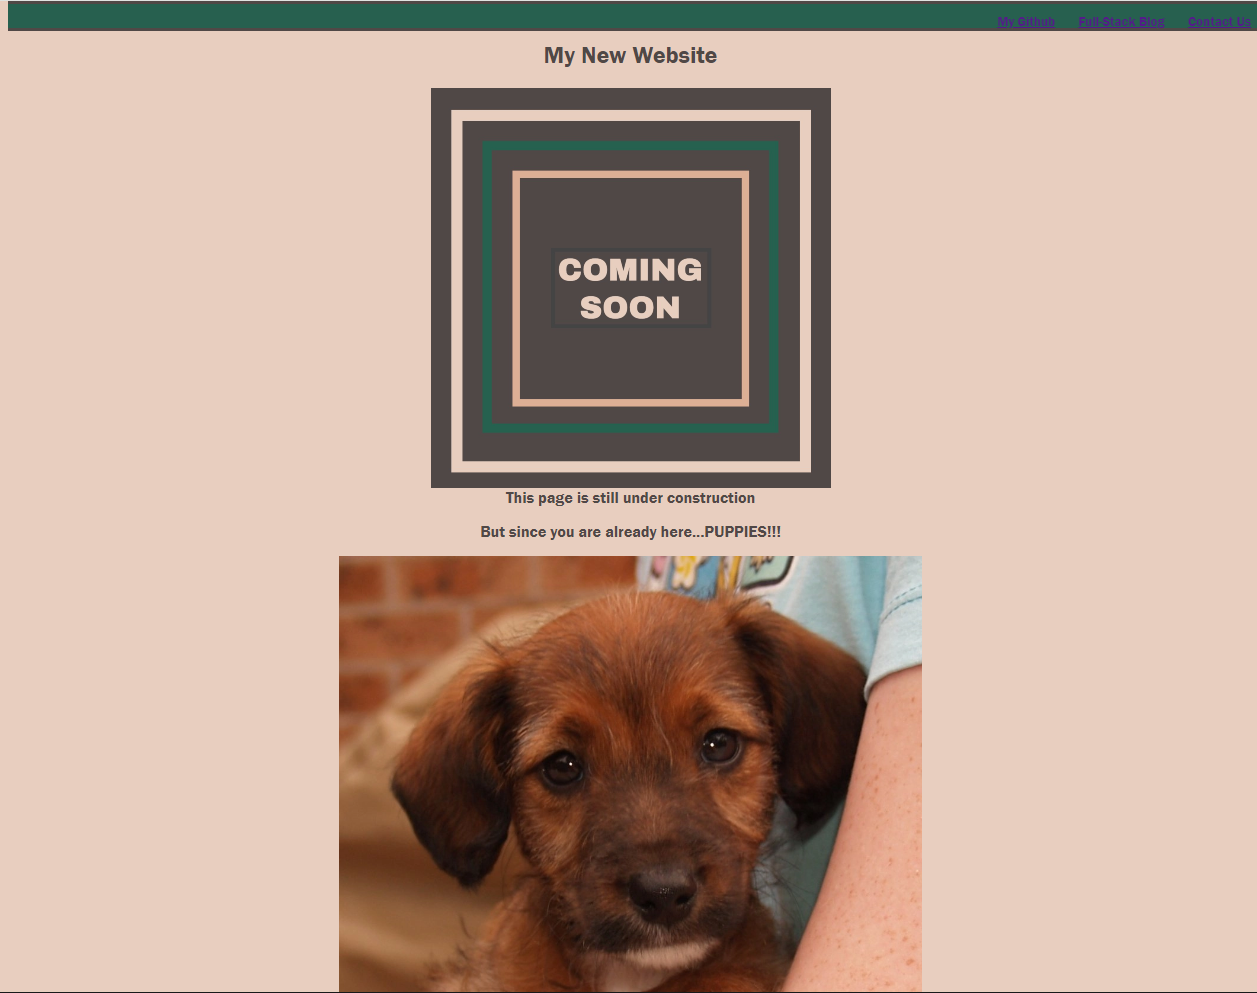 My Github Full-Stack Blog Contact Us
My New Website
COMING
SOON
This page is still under construction
But since you are already here...PUPPIES!!!